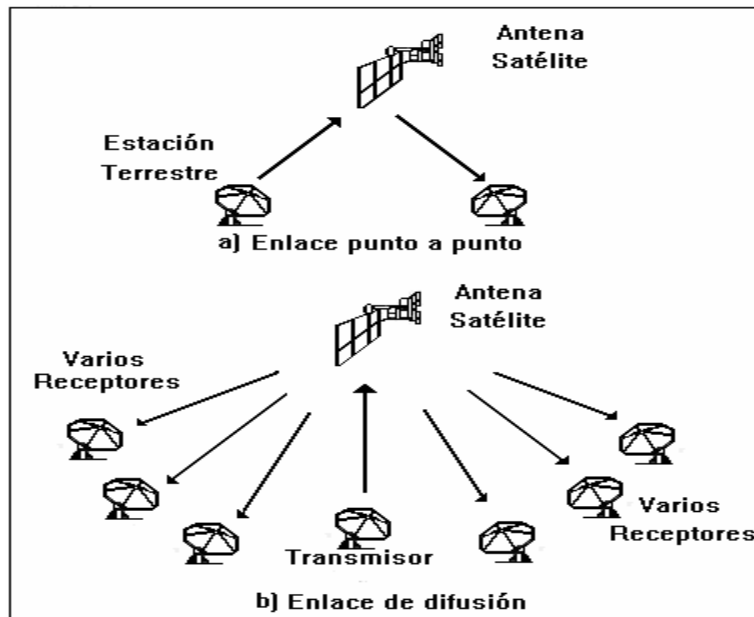 Antena
Satélite
Estación
Terrestre
a) Enlace punto a punto
Antena
Satélite
Varios
Receptores
Varios
Receptores
Transmisor
b) Enlace de difusión